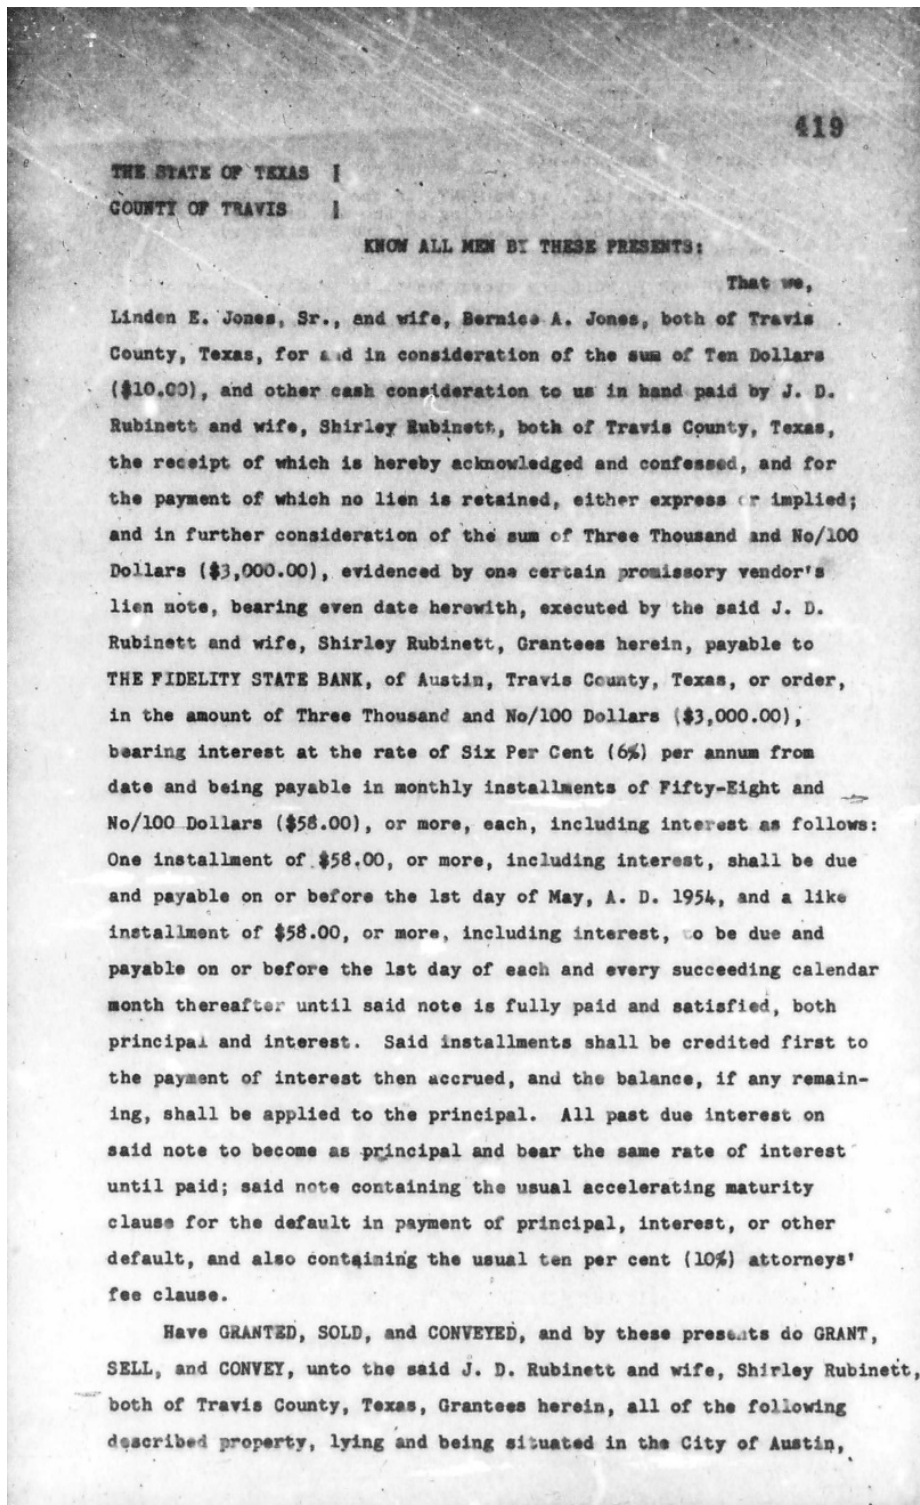 419
THE STATE OF TEXAS |
COUNTY OF TRAVIS |
KNOW ALL MEN BY THESE PRESENTS:
That we,
Linden E. Jones, Sr., and wife, Bernice A. Jones, both of Travis
County, Texas, for and in consideration of the sum of Ten Dollars
($10.00), and other cash consideration to us in hand paid by J. D.
Rubinett and wife, Shirley Rubinett, both of Travis County, Texas,
the receipt of which is hereby acknowledged and confessed, and for
the payment of which no lien is retained, either express or implied;
and in further consideration of the sum of Three Thousand and No/100
Dollars ($3,000.00), evidenced by one certain promissory vendor's
lien note, bearing even date herewith, executed by the said J. D.
Rubinett and wife, Shirley Rubinett, Grantees herein, payable to
THE FIDELITY STATE BANK, of Austin, Travis County, Texas, or order,
in the amount of Three Thousand and No/100 Dollars ($3,000.00),
bearing interest at the rate of Six Per Cent (6%) per annum from
date and being payable in monthly installments of Fifty-Eight and
No/100 Dollars ($58.00), or more, each, including interest as follows:
One installment of $58.00, or more, including interest, shall be due
and payable on or before the 1st day of May, A. D. 1954, and a like
installment of $58.00, or more, including interest, to be due and
payable on or before the 1st day of each and every succeeding calendar
month thereafter until said note is fully paid and satisfied, both
principal and interest. Said installments shall be credited first to
the payment of interest then accrued, and the balance, if any remain-
ing, shall be applied to the principal. All past due interest on
said note to become as principal and bear the same rate of interest
until paid; said note containing the usual accelerating maturity
clause for the default in payment of principal, interest, or other
default, and also containing the usual ten per cent (10%) attorneys'
fee clause.
Have GRANTED, SOLD, and CONVEYED, and by these presents do GRANT,
SELL, and CONVEY, unto the said J. D. Rubinett and wife, Shirley Rubinett,
both of Travis County, Texas, Grantees herein, all of the following
described property, lying and being situated in the City of Austin,